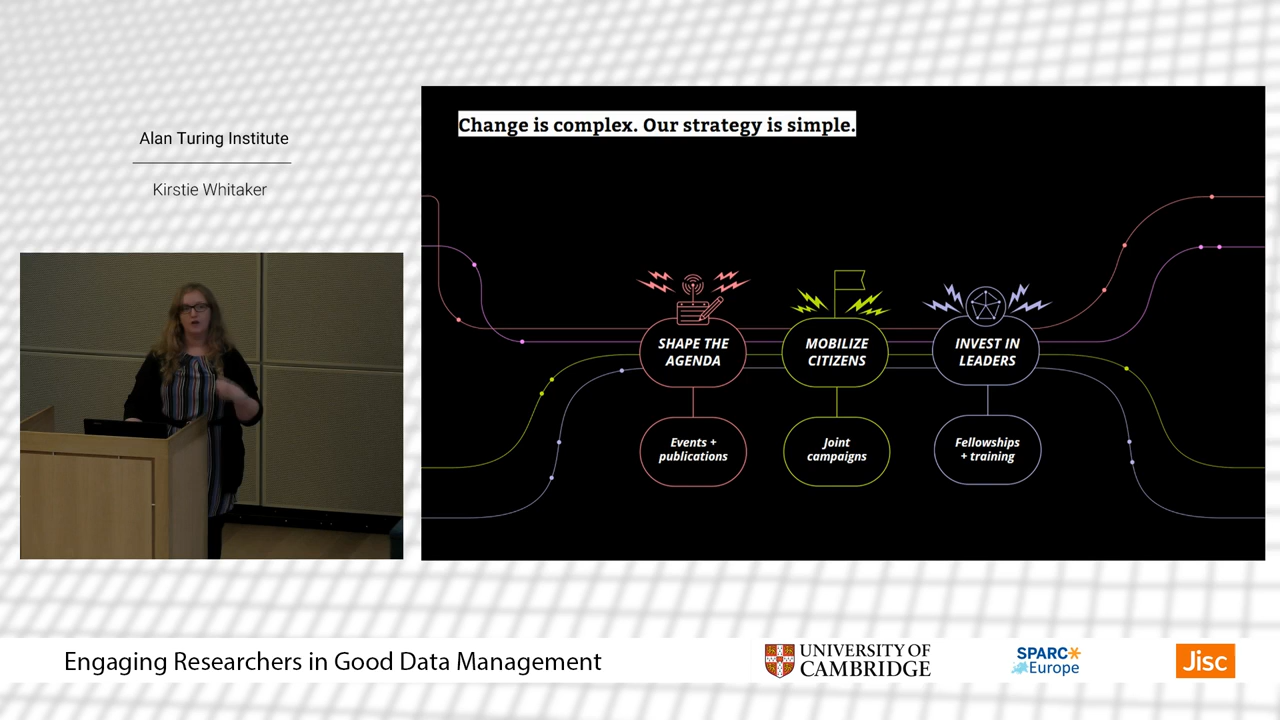 Alan Turing Institute
Kirstie Whitaker
Change is complex. Our strategy is simple.
SHAPE THE
AGENDA
MOBILIZE
CITIZENS
INVEST IN
LEADERS
Events +
publications
Joint
campaigns
Fellowships
+ training
Engaging Researchers in Good Data Management
UNIVERSITY OF
CAMBRIDGE
SPARC
Europe
Jisc